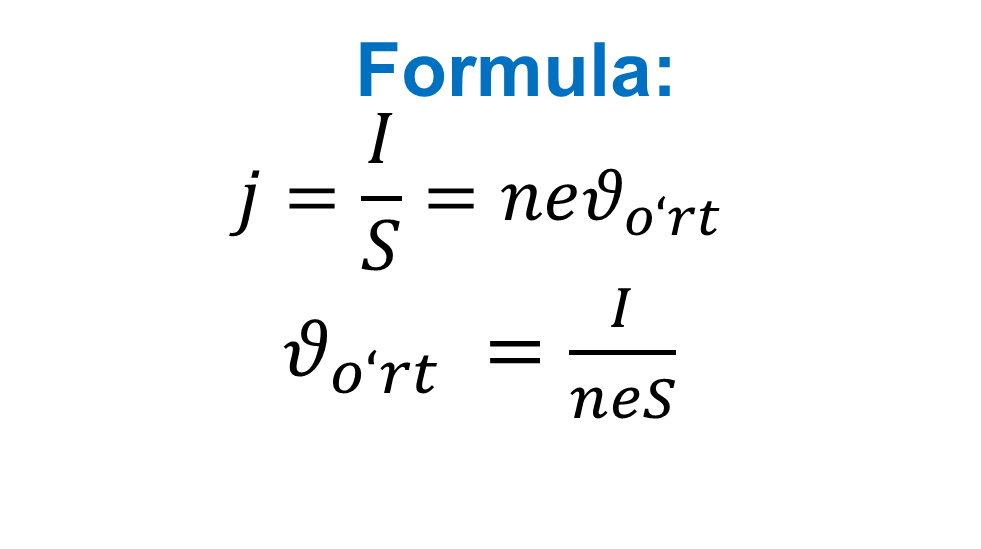 Formula:
j = I/S = neϑ_o‘rt
ϑ_o‘rt = I/neS